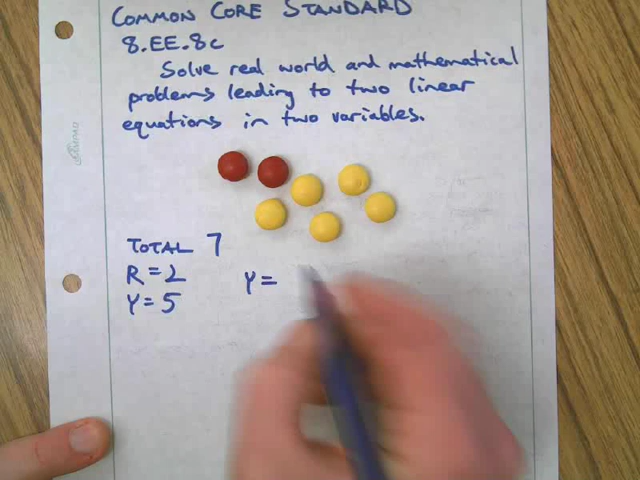 COMMON CORE STANDARD
8.EE.8c
Solve real world and mathematical
problems leading to two linear
equations in two variables.
TOTAL 7
R = 2
Y = 5
Y =